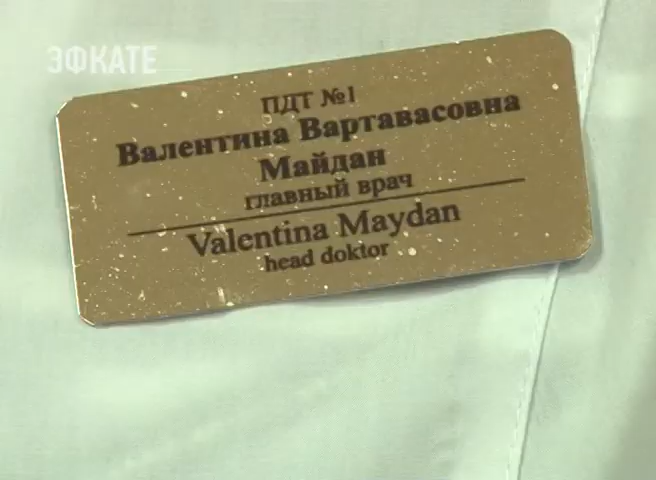 ЭФКАТЕ
ПДТ №1
Валентина Вартавасовна
Майдан
главный врач
Valentina Maydan
head doktor